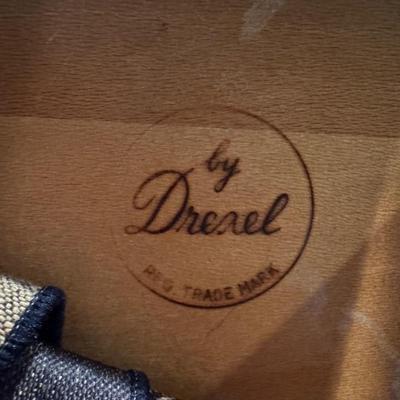 by
Drexel
REG. TRADE MARK